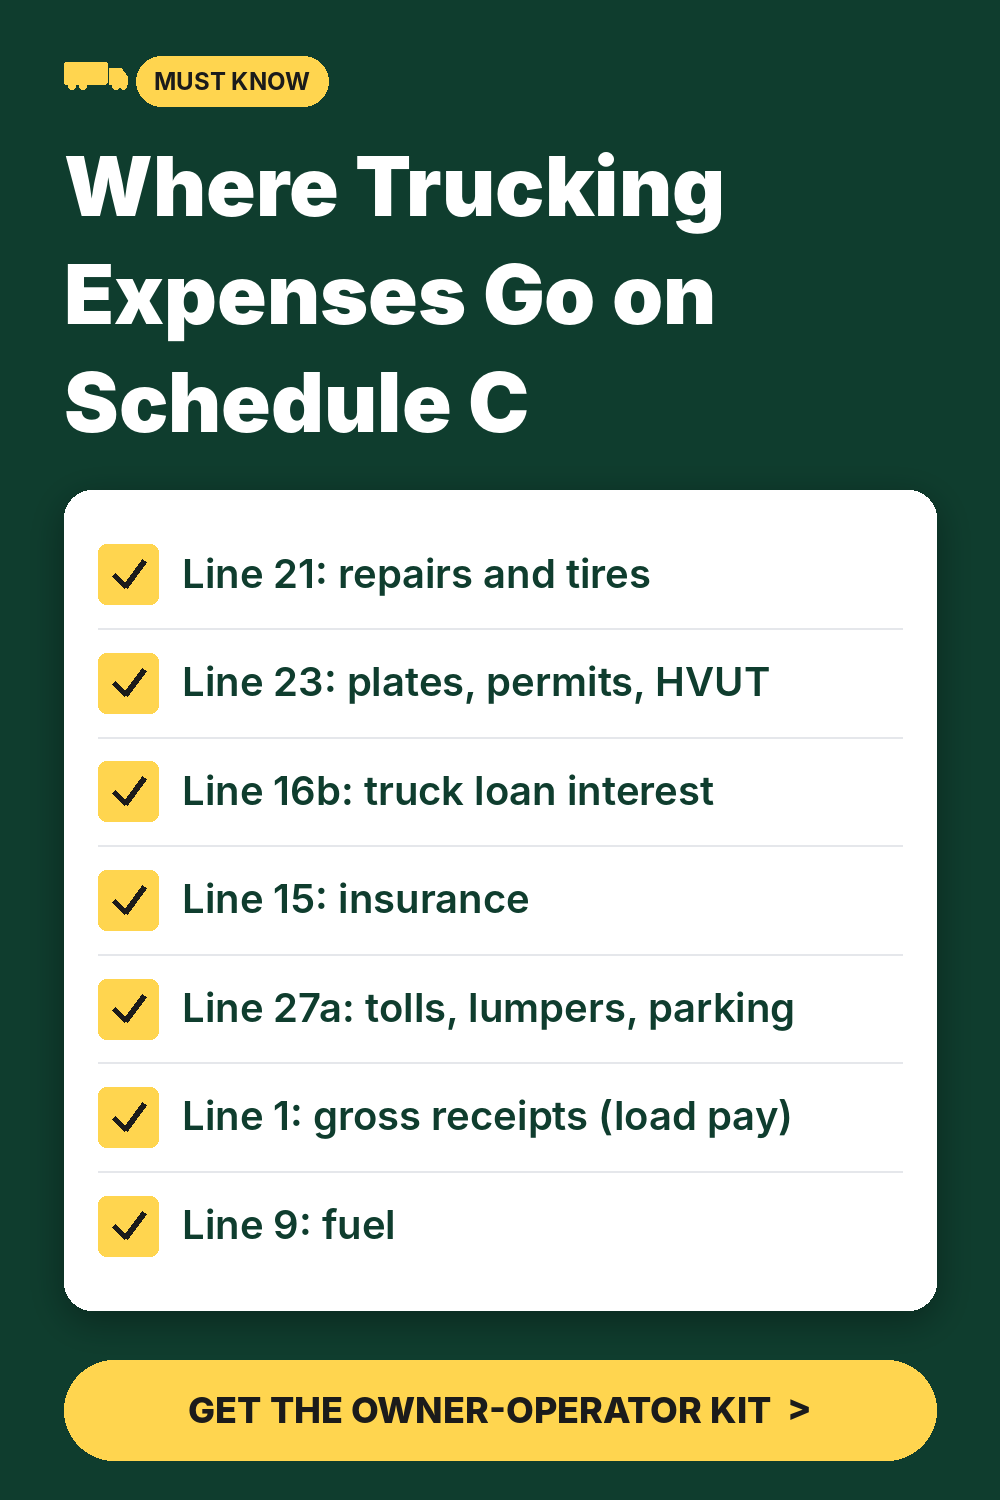 MUST KNOW
Where Trucking
Expenses Go on
Schedule C
Line 21: repairs and tires
Line 23: plates, permits, HVUT
Line 16b: truck loan interest
Line 15: insurance
Line 27a: tolls, lumpers, parking
Line 1: gross receipts (load pay)
Line 9: fuel
GET THE OWNER-OPERATOR KIT >